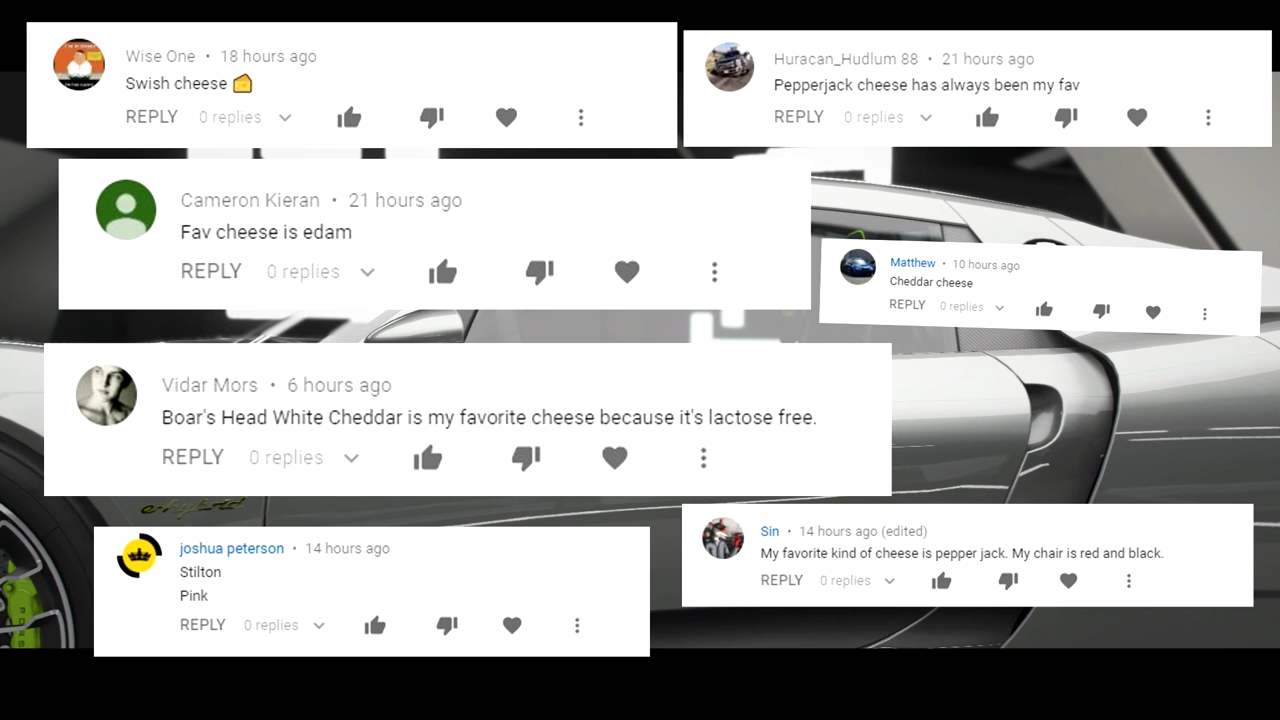 Wise One • 18 hours ago
Swish cheese 🧀
REPLY 0 replies
Huracan_Hudlum 88 • 21 hours ago
Pepperjack cheese has always been my fav
REPLY 0 replies
Cameron Kieran • 21 hours ago
Fav cheese is edam
REPLY 0 replies
Matthew • 10 hours ago
Cheddar cheese
REPLY 0 replies
Vidar Mors • 6 hours ago
Boar's Head White Cheddar is my favorite cheese because it's lactose free.
REPLY 0 replies
e-hybrid
joshua peterson • 14 hours ago
Stilton
Pink
REPLY 0 replies
Sin • 14 hours ago (edited)
My favorite kind of cheese is pepper jack. My chair is red and black.
REPLY 0 replies